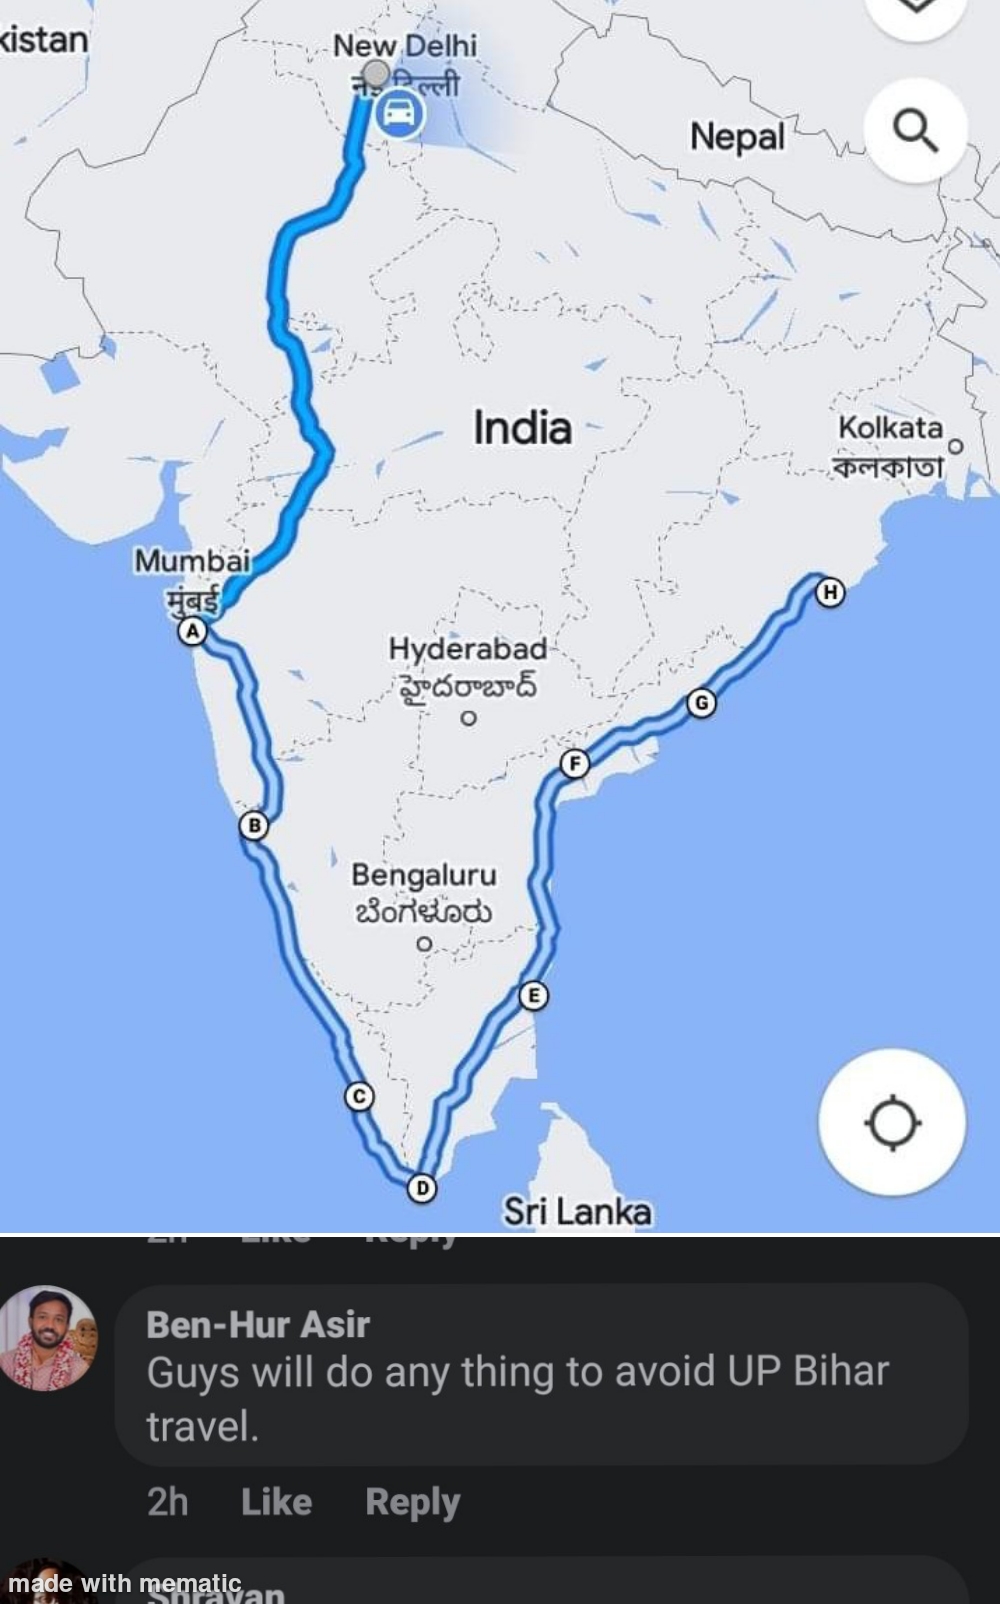 kistan
New Delhi
नई दिल्ली
Nepal
India
Kolkata
কলকাতা
Mumbai
मुंबई
A
H
Hyderabad
హైదరాబాద్
G
F
B
Bengaluru
ಬೆಂಗಳೂರು
E
C
D
Sri Lanka
2h Like Reply
Ben-Hur Asir
Guys will do any thing to avoid UP Bihar
travel.
2h Like Reply
made with mematic
Shravan